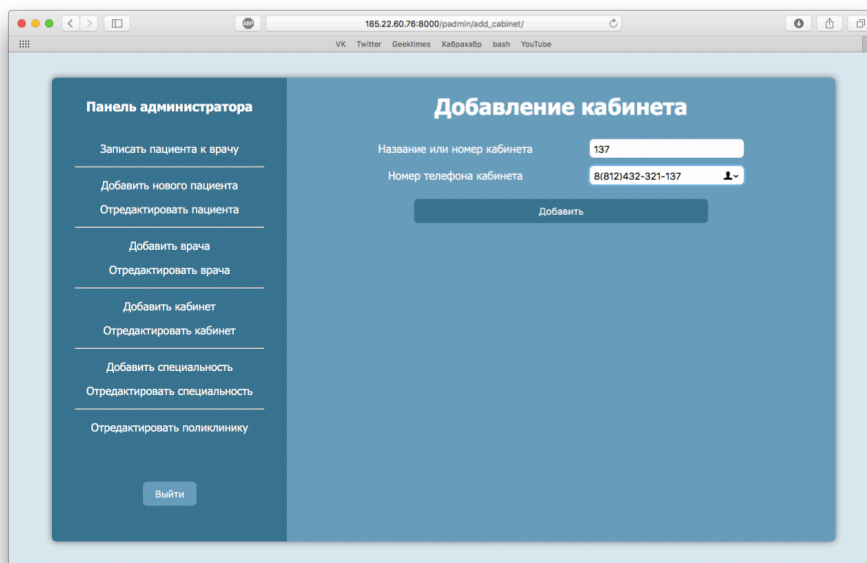 185.22.60.76:8000/padmin/add_cabinet/
VK Twitter Geektimes Хабрахабр bash YouTube
Панель администратора
Записать пациента к врачу
Добавить нового пациента
Отредактировать пациента
Добавить врача
Отредактировать врача
Добавить кабинет
Отредактировать кабинет
Добавить специальность
Отредактировать специальность
Отредактировать поликлинику
Выйти
Добавление кабинета
Название или номер кабинета 137
Номер телефона кабинета 8(812)432-321-137
Добавить